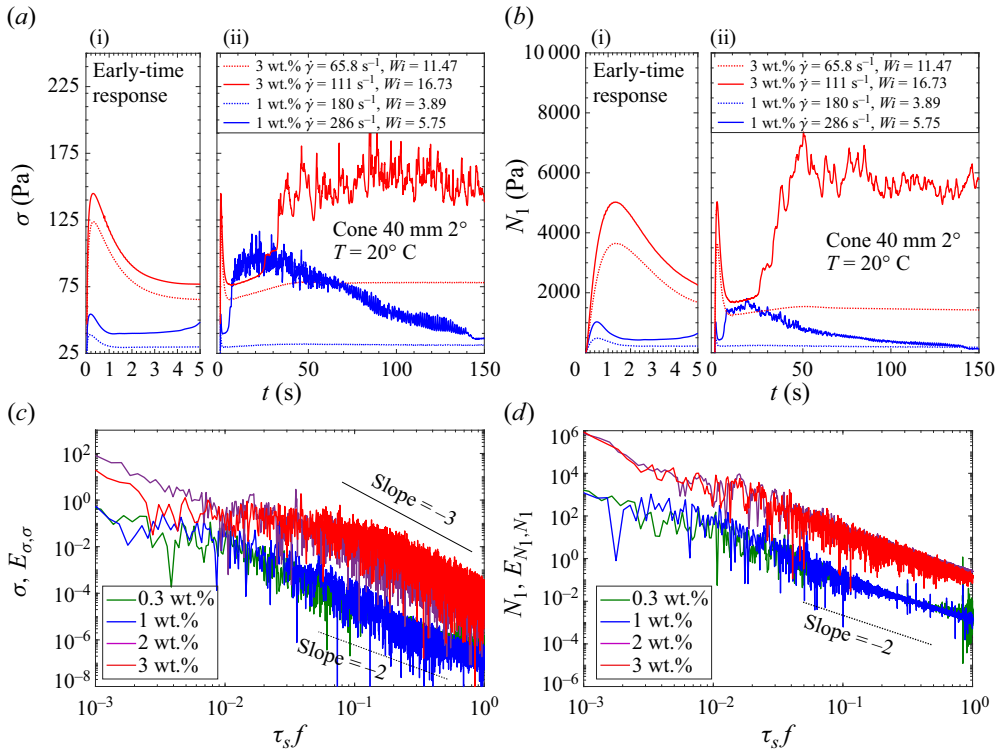 (a)
(i)
(ii)
225
175
125
75
25
σ (Pa)
Early-time
response
3 wt.% γ̇ = 65.8 s⁻¹, Wi = 11.47
3 wt.% γ̇ = 111 s⁻¹, Wi = 16.73
1 wt.% γ̇ = 180 s⁻¹, Wi = 3.89
1 wt.% γ̇ = 286 s⁻¹, Wi = 5.75
Cone 40 mm 2°
T = 20° C
0 1 2 3 4 5
0 50 100 150
t (s)
(b)
(i)
(ii)
10 000
8000
6000
4000
2000
N₁ (Pa)
Early-time
response
3 wt.% γ̇ = 65.8 s⁻¹, Wi = 11.47
3 wt.% γ̇ = 111 s⁻¹, Wi = 16.73
1 wt.% γ̇ = 180 s⁻¹, Wi = 3.89
1 wt.% γ̇ = 286 s⁻¹, Wi = 5.75
Cone 40 mm 2°
T = 20° C
0 1 2 3 4 5
0 50 100 150
t (s)
(c)
10²
10⁰
10⁻²
10⁻⁴
10⁻⁶
10⁻⁸
σ, E_σ,σ
Slope = −3
0.3 wt.%
1 wt.%
2 wt.%
3 wt.%
Slope = −2
10⁻³ 10⁻² 10⁻¹ 10⁰
τₛ f
(d)
10⁶
10⁴
10²
10⁰
10⁻²
10⁻⁴
10⁻⁶
N₁, E_N₁,N₁
0.3 wt.%
1 wt.%
2 wt.%
3 wt.%
Slope = −2
10⁻³ 10⁻² 10⁻¹ 10⁰
τₛ f